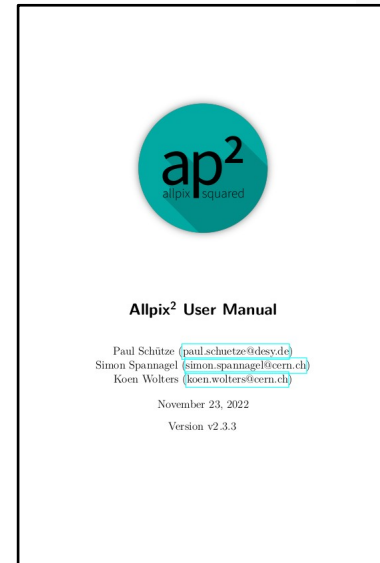 ap²
allpix squared
Allpix² User Manual
Paul Schütze (paul.schuetze@desy.de)
Simon Spannagel (simon.spannagel@cern.ch)
Koen Wolters (koen.wolters@cern.ch)
November 23, 2022
Version v2.3.3